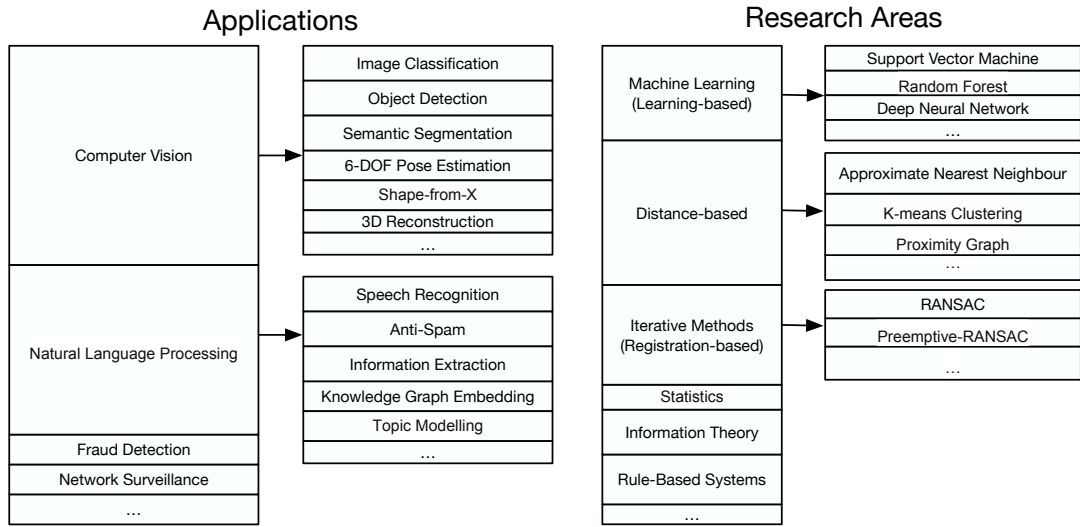 Applications
Computer Vision
Natural Language Processing
Fraud Detection
Network Surveillance
...
Image Classification
Object Detection
Semantic Segmentation
6-DOF Pose Estimation
Shape-from-X
3D Reconstruction
...
Speech Recognition
Anti-Spam
Information Extraction
Knowledge Graph Embedding
Topic Modelling
...
Research Areas
Machine Learning
(Learning-based)
Distance-based
Iterative Methods
(Registration-based)
Statistics
Information Theory
Rule-Based Systems
...
Support Vector Machine
Random Forest
Deep Neural Network
...
Approximate Nearest Neighbour
K-means Clustering
Proximity Graph
...
RANSAC
Preemptive-RANSAC
...